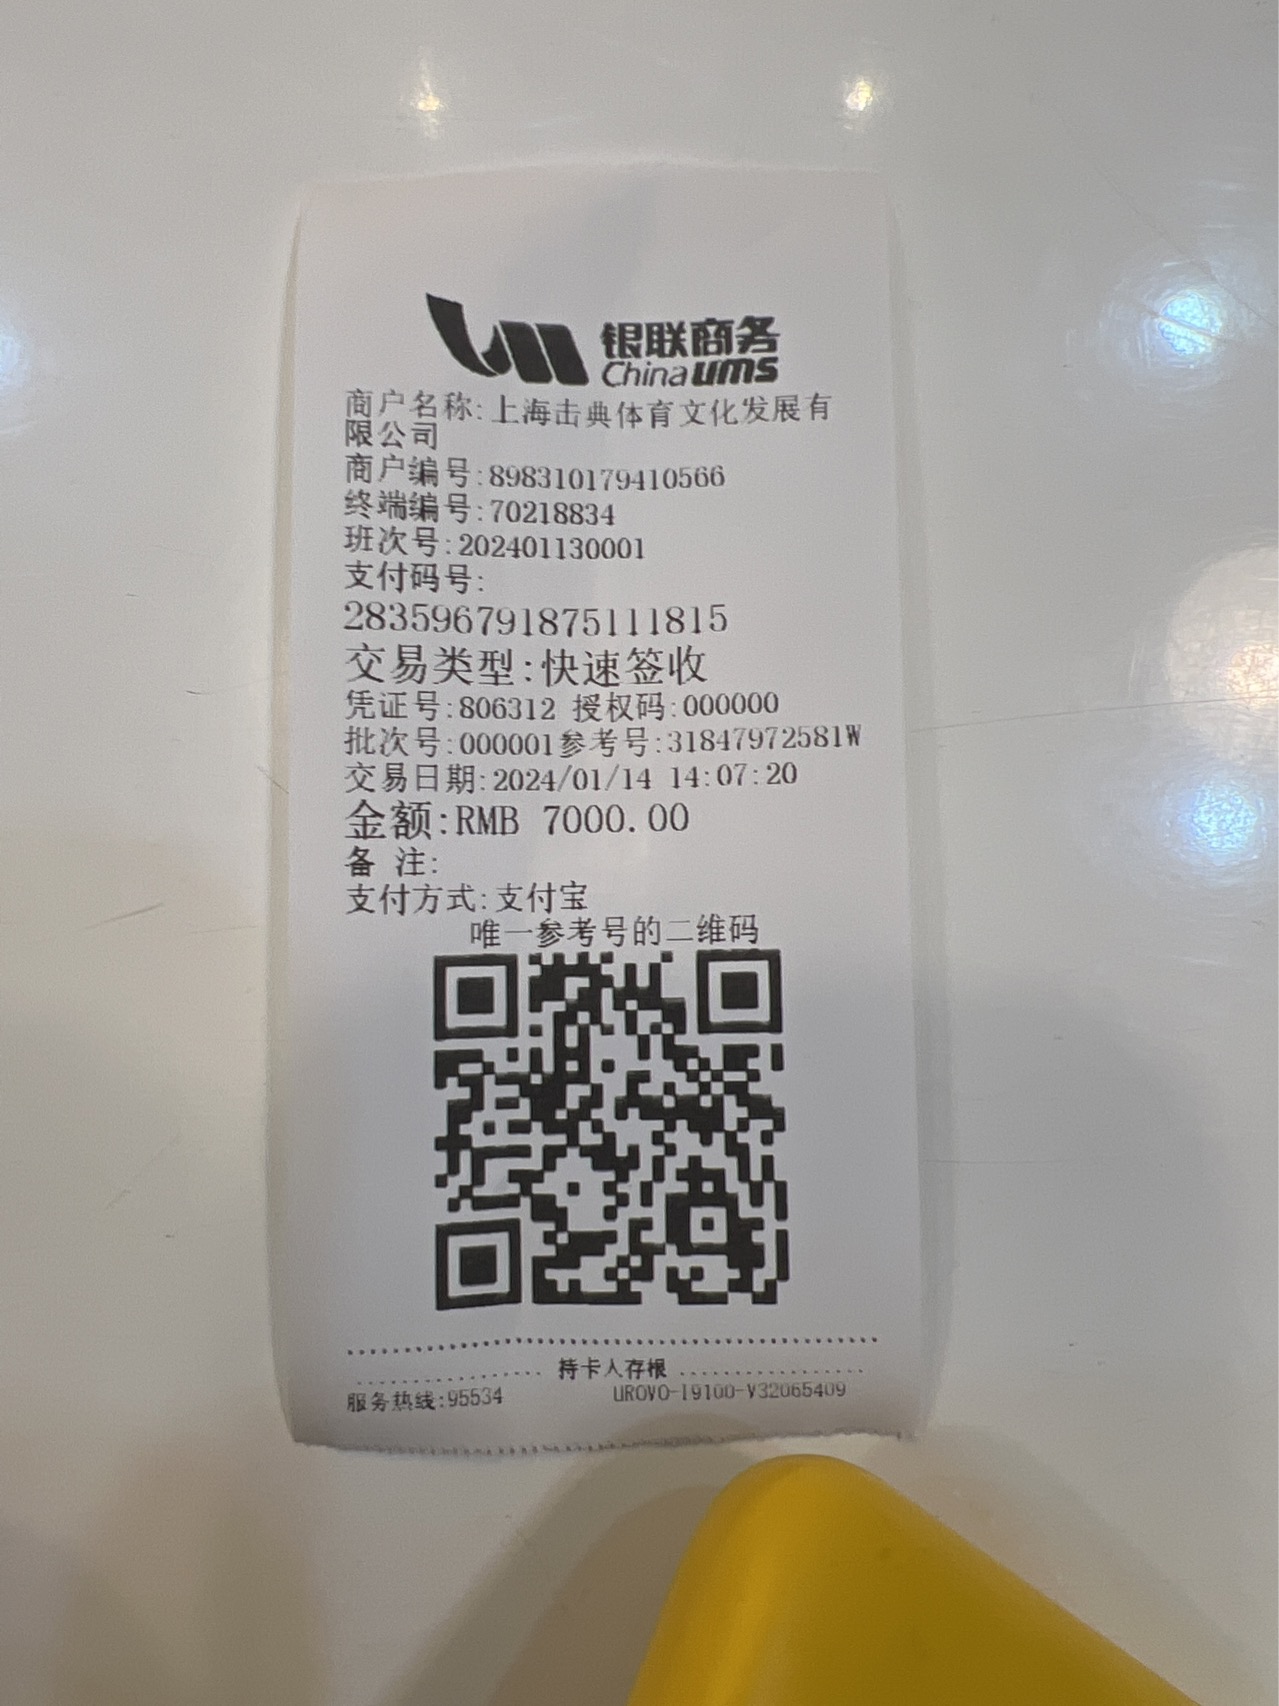 银联商务
China ums
商户名称:上海击典体育文化发展有
限公司
商户编号:898310179410566
终端编号:70218834
班次号:202401130001
支付码号:
283596791875111815
交易类型:快速签收
凭证号:806312 授权码:000000
批次号:000001参考号:31847972581W
交易日期:2024/01/14 14:07:20
金额:RMB 7000.00
备 注:
支付方式:支付宝
唯一参考号的二维码
持卡人存根
服务热线:95534 UROVO-I9100-V32065409